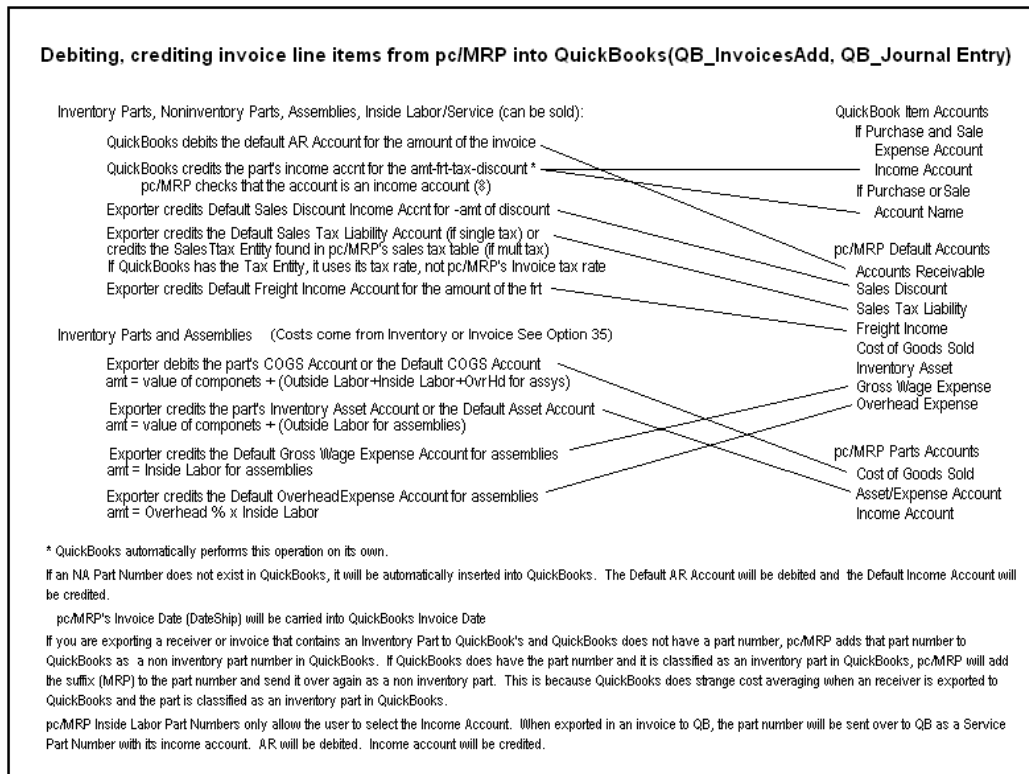 Debiting, crediting invoice line items from pc/MRP into QuickBooks(QB_InvoicesAdd, QB_Journal Entry)
Inventory Parts, Noninventory Parts, Assemblies, Inside Labor/Service (can be sold):
QuickBooks debits the default AR Account for the amount of the invoice
QuickBooks credits the part's income accnt for the amt-frt-tax-discount *
pc/MRP checks that the account is an income account (8)
Exporter credits Default Sales Discount Income Accnt for -amt of discount
Exporter credits the Default Sales Tax Liability Account (if single tax) or
credits the SalesTtax Entity found in pc/MRP's sales tax table (if mult tax)
If QuickBooks has the Tax Entity, it uses its tax rate, not pc/MRP's Invoice tax rate
Exporter credits Default Freight Income Account for the amount of the frt
Inventory Parts and Assemblies (Costs come from Inventory or Invoice See Option 35)
Exporter debits the part's COGS Account or the Default COGS Account
amt = value of componets + (Outside Labor+Inside Labor+OvrHd for assys)
Exporter credits the part's Inventory Asset Account or the Default Asset Account
amt = value of componets + (Outside Labor for assemblies)
Exporter credits the Default Gross Wage Expense Account for assemblies
amt = Inside Labor for assemblies
Exporter credits the Default OverheadExpense Account for assemblies
amt = Overhead % x Inside Labor
QuickBook Item Accounts
If Purchase and Sale
Expense Account
Income Account
If Purchase or Sale
Account Name
pc/MRP Default Accounts
Accounts Receivable
Sales Discount
Sales Tax Liability
Freight Income
Cost of Goods Sold
Inventory Asset
Gross Wage Expense
Overhead Expense
pc/MRP Parts Accounts
Cost of Goods Sold
Asset/Expense Account
Income Account
* QuickBooks automatically performs this operation on its own.
If an NA Part Number does not exist in QuickBooks, it will be automatically inserted into QuickBooks. The Default AR Account will be debited and the Default Income Account will
be credited.
pc/MRP's Invoice Date (DateShip) will be carried into QuickBooks Invoice Date
If you are exporting a receiver or invoice that contains an Inventory Part to QuickBook's and QuickBooks does not have a part number, pc/MRP adds that part number to
QuickBooks as a non inventory part number in QuickBooks. If QuickBooks does have the part number and it is classified as an inventory part in QuickBooks, pc/MRP will add
the suffix (MRP) to the part number and send it over again as a non inventory part. This is because QuickBooks does strange cost averaging when an receiver is exported to
QuickBooks and the part is classified as an inventory part in QuickBooks.
pc/MRP Inside Labor Part Numbers only allow the user to select the Income Account. When exported in an invoice to QB, the part number will be sent over to QB as a Service
Part Number with its income account. AR will be debited. Income account will be credited.